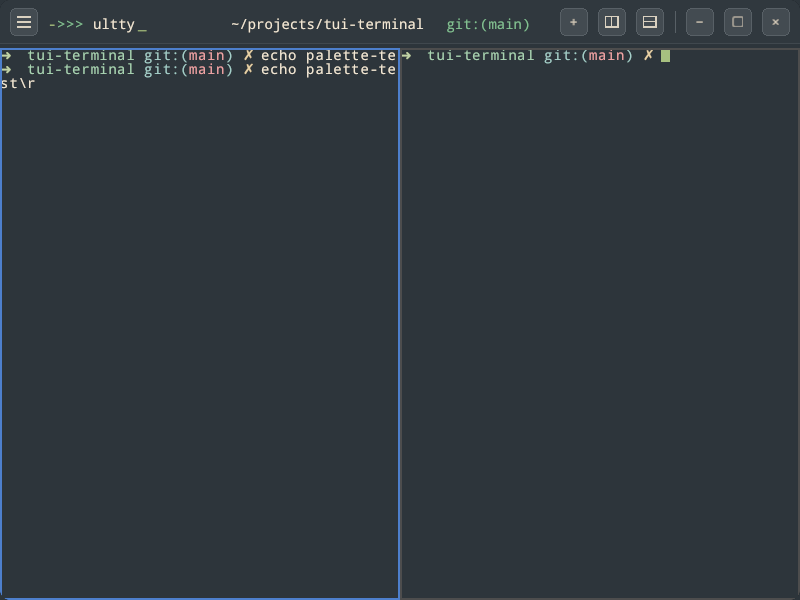 ->>> ultty_ ~/projects/tui-terminal git:(main)
➜ tui-terminal git:(main) ✗ echo palette-te
➜ tui-terminal git:(main) ✗ echo palette-te
st\r
➜ tui-terminal git:(main) ✗